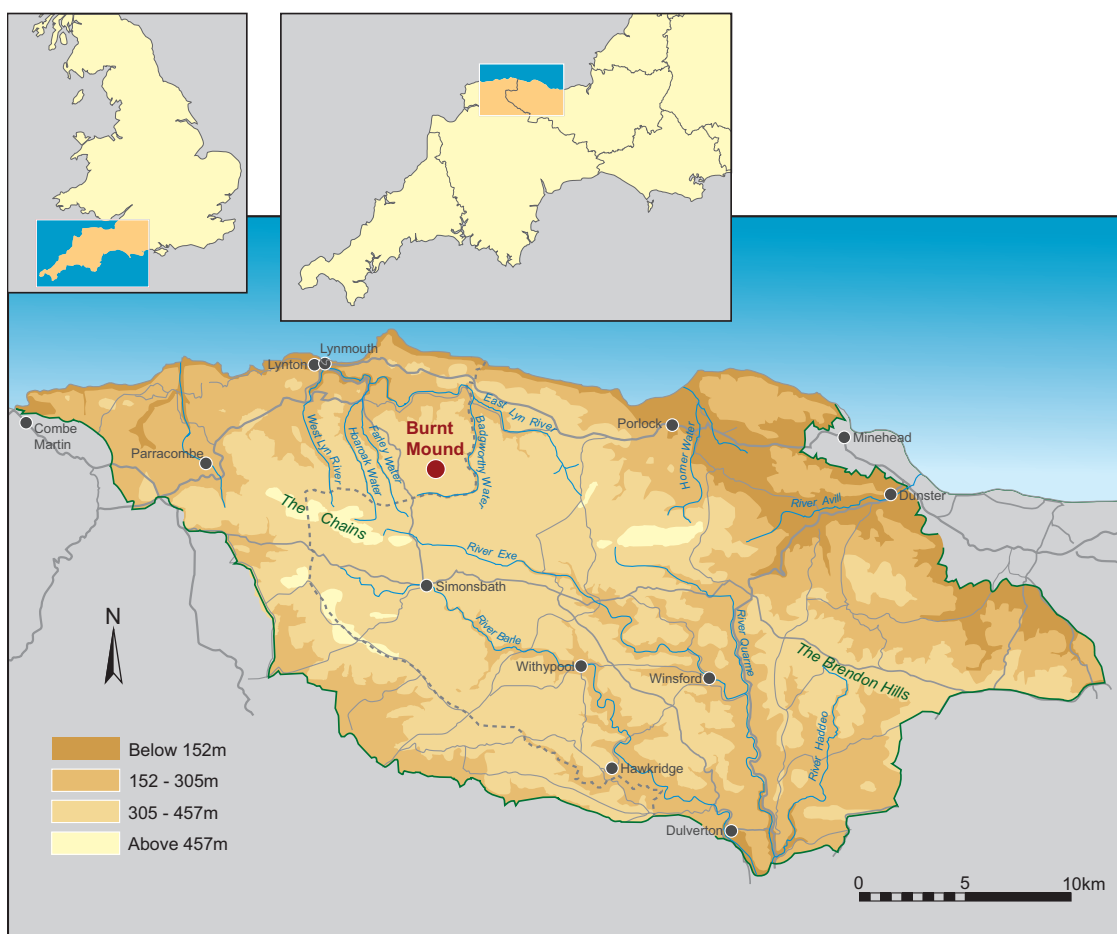 Lynmouth
Lynton
Combe
Martin
Parracombe
West Lyn River
Hoaroak Water
Farley Water
Burnt
Mound
Badgworthy Water
East Lyn River
Porlock
Horner Water
Minehead
Dunster
River Avill
The Chains
River Exe
Simonsbath
River Barle
Withypool
Winsford
River Quarme
The Brendon Hills
River Haddeo
Hawkridge
Dulverton
N
Below 152m
152 - 305m
305 - 457m
Above 457m
0 5 10km